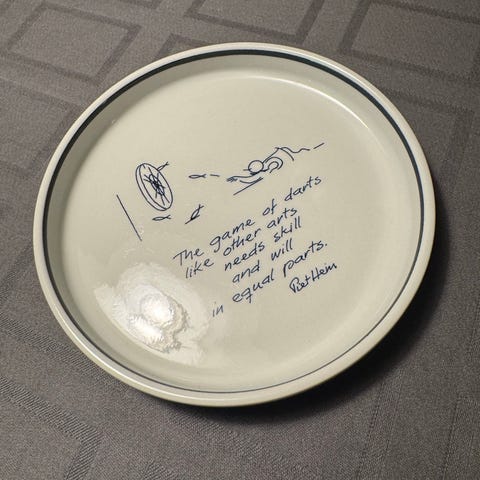 The game of darts
like other arts
needs skill
and will
in equal parts.
Piet Hein